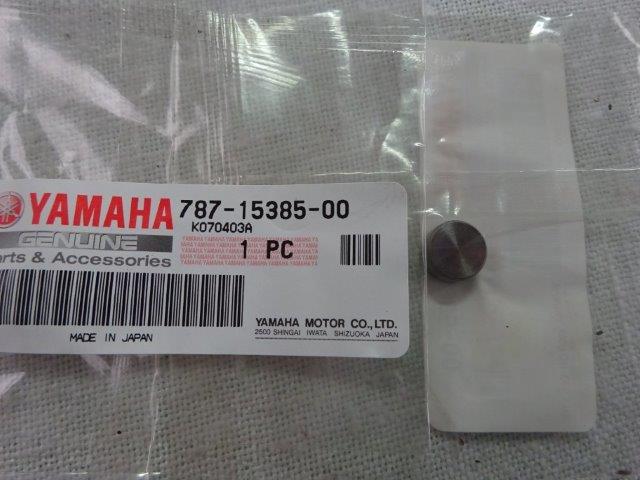 YAMAHA
787-15385-00
K070403A
GENUINE
1 PC
Parts & Accessories
YAMAHA MOTOR CO., LTD.
2500 SHINGAI IWATA SHIZUOKA JAPAN
MADE IN JAPAN